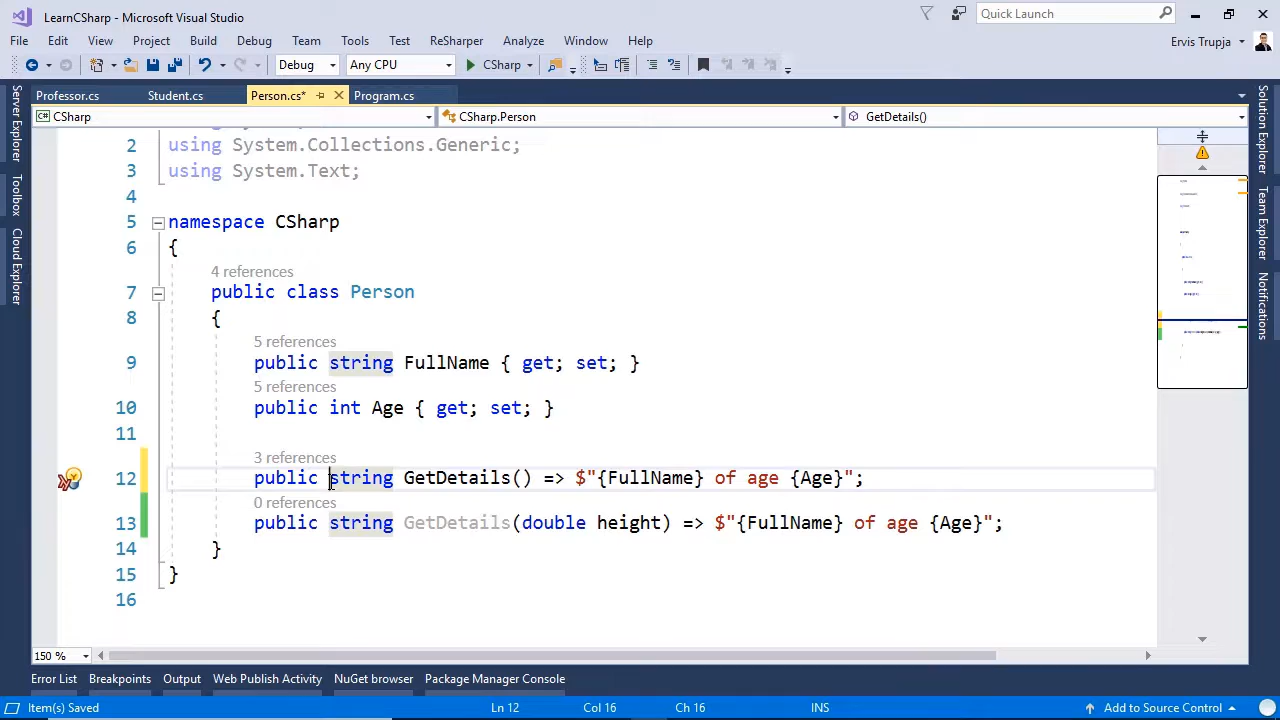 LearnCSharp - Microsoft Visual Studio
Quick Launch
File Edit View Project Build Debug Team Tools Test ReSharper Analyze Window Help
Ervis Trupja
Debug Any CPU CSharp
Professor.cs Student.cs Person.cs* Program.cs
CSharp CSharp.Person GetDetails()
Server Explorer
Toolbox
Cloud Explorer
Solution Explorer
Team Explorer
Notifications
2 using System.Collections.Generic;
3 using System.Text;
4
5 namespace CSharp
6 {
4 references
7 public class Person
8 {
5 references
9 public string FullName { get; set; }
5 references
10 public int Age { get; set; }
11
3 references
12 public string GetDetails() => $"{FullName} of age {Age}";
0 references
13 public string GetDetails(double height) => $"{FullName} of age {Age}";
14 }
15 }
16
150 %
Error List Breakpoints Output Web Publish Activity NuGet browser Package Manager Console
Item(s) Saved Ln 12 Col 16 Ch 16 INS Add to Source Control